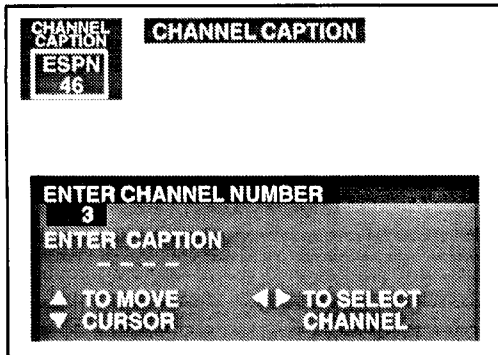 CHANNEL
CAPTION
ESPN
46
CHANNEL CAPTION
ENTER CHANNEL NUMBER
3
ENTER CAPTION
– – – –
▲ TO MOVE
▼ CURSOR
◀ ▶ TO SELECT
CHANNEL